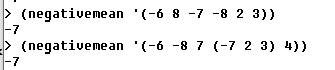 > (negativemean '(-6 8 -7 -8 2 3))
-7
> (negativemean '(-6 -8 7 (-7 2 3) 4))
-7